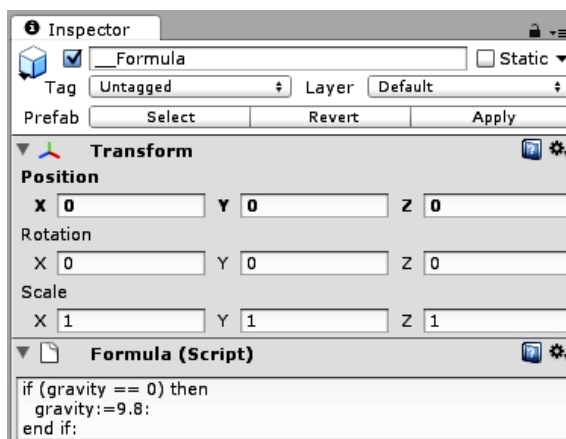 Inspector
__Formula Static
Tag Untagged Layer Default
Prefab Select Revert Apply
Transform
Position
X 0 Y 0 Z 0
Rotation
X 0 Y 0 Z 0
Scale
X 1 Y 1 Z 1
Formula (Script)
if (gravity == 0) then
gravity:=9.8:
end if: